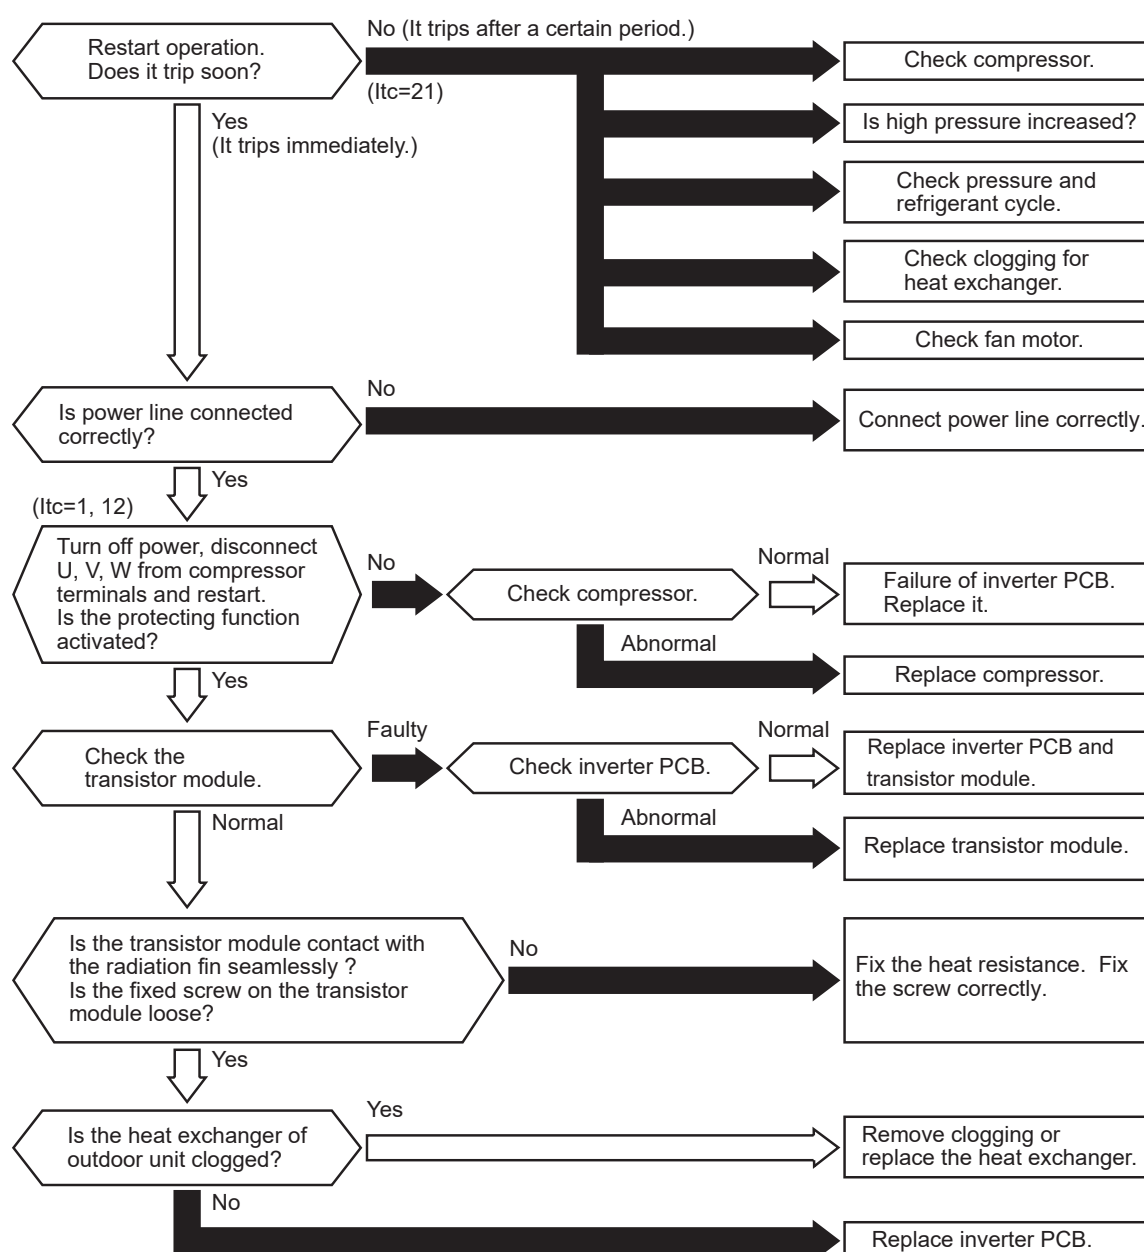 No (It trips after a certain period.)
Restart operation.
Does it trip soon?
Check compressor.
(Itc=21)
Yes
(It trips immediately.)
Is high pressure increased?
Check pressure and
refrigerant cycle.
Check clogging for
heat exchanger.
Check fan motor.
No
Is power line connected
correctly?
Connect power line correctly.
Yes
(Itc=1, 12)
Turn off power, disconnect
U, V, W from compressor
terminals and restart.
Is the protecting function
activated?
No
Check compressor.
Normal
Failure of inverter PCB.
Replace it.
Abnormal
Replace compressor.
Yes
Check the
transistor module.
Faulty
Check inverter PCB.
Normal
Replace inverter PCB and
transistor module.
Abnormal
Replace transistor module.
Normal
Is the transistor module contact with
the radiation fin seamlessly ?
Is the fixed screw on the transistor
module loose?
No
Fix the heat resistance. Fix
the screw correctly.
Yes
Is the heat exchanger of
outdoor unit clogged?
Yes
Remove clogging or
replace the heat exchanger.
No
Replace inverter PCB.